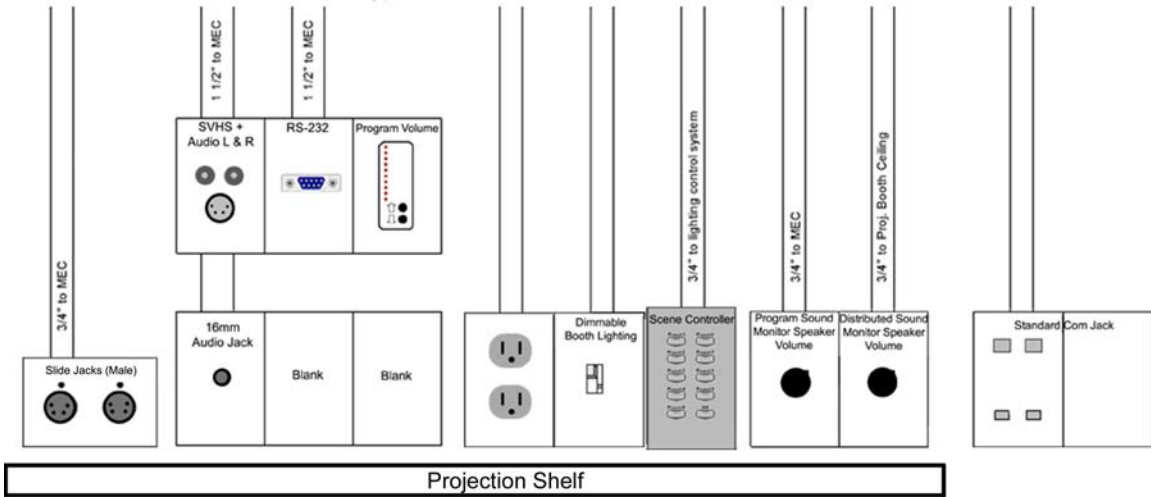 1 1/2" to MEC
1 1/2" to MEC
SVHS +
Audio L & R
RS-232
Program Volume
3/4" to MEC
3/4" to lighting control system
3/4" to MEC
3/4" to Proj. Booth Ceiling
Slide Jacks (Male)
16mm
Audio Jack
Blank
Blank
Dimmable
Booth Lighting
Scene Controller
Program Sound
Monitor Speaker
Volume
Distributed Sound
Monitor Speaker
Volume
Standard Com Jack
Projection Shelf